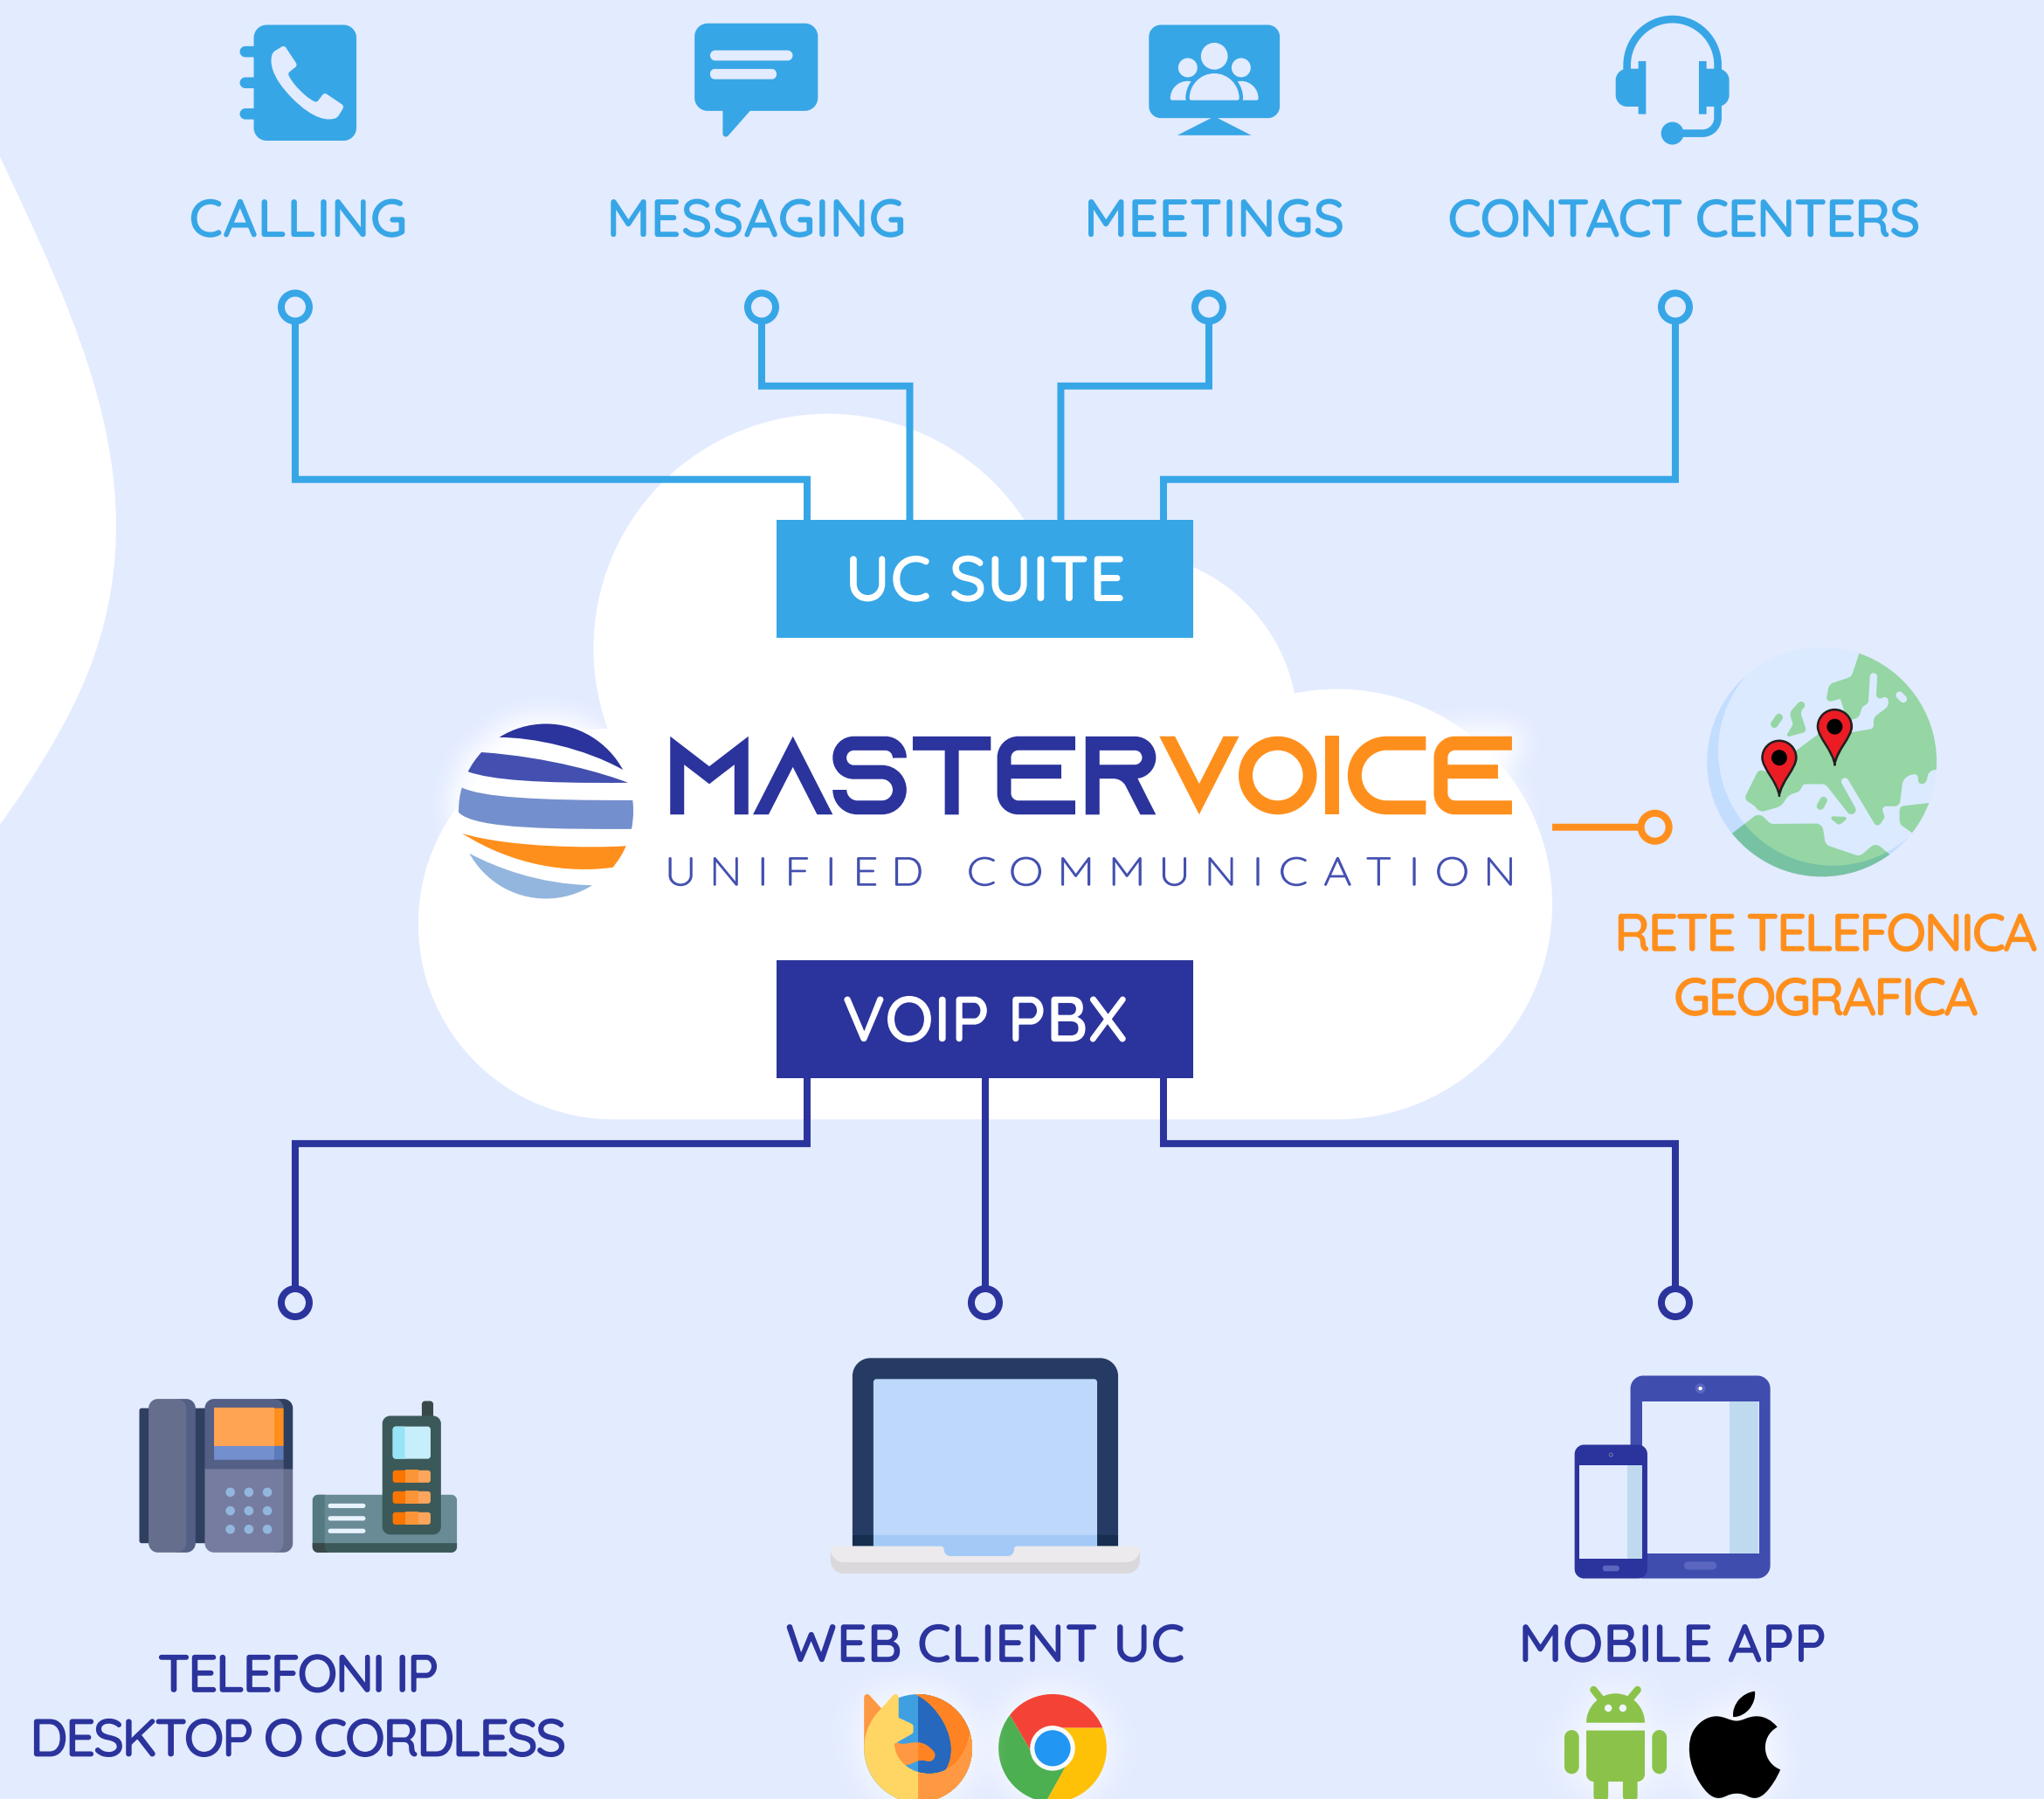 CALLING
MESSAGING
MEETINGS
CONTACT CENTERS
UC SUITE
MASTERVOICE
UNIFIED COMMUNICATION
RETE TELEFONICA
GEOGRAFICA
VOIP PBX
TELEFONI IP
DESKTOP O CORDLESS
WEB CLIENT UC
MOBILE APP